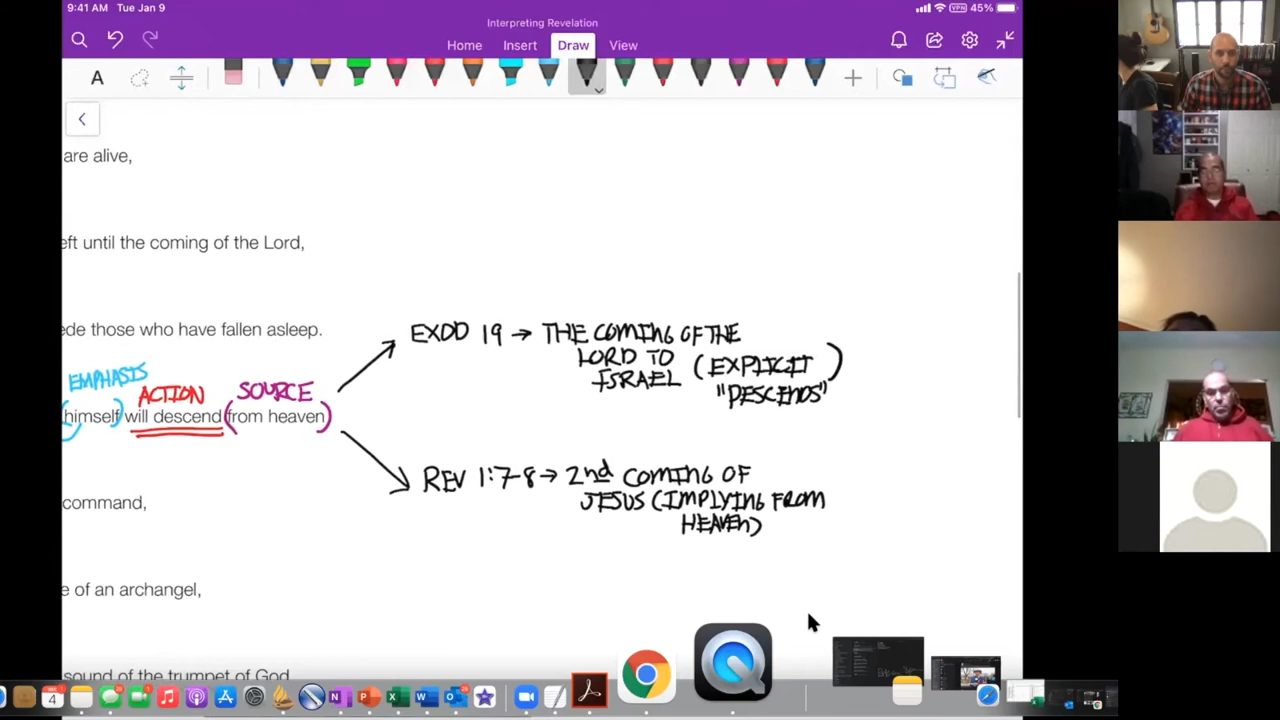 9:41 AM Tue Jan 9
VPN 45%
Interpreting Revelation
Home Insert Draw View
A
are alive,
eft until the coming of the Lord,
ede those who have fallen asleep.
EMPHASIS
ACTION
SOURCE
himself will descend (from heaven)
command,
e of an archangel,
sound of the trumpet of God
EXOD 19 → THE COMING OF THE
LORD TO
ISRAEL
(EXPLICIT
"DESCENDS")
REV 1:7-8 → 2nd COMING OF
JESUS (IMPLYING FROM
HEAVEN)